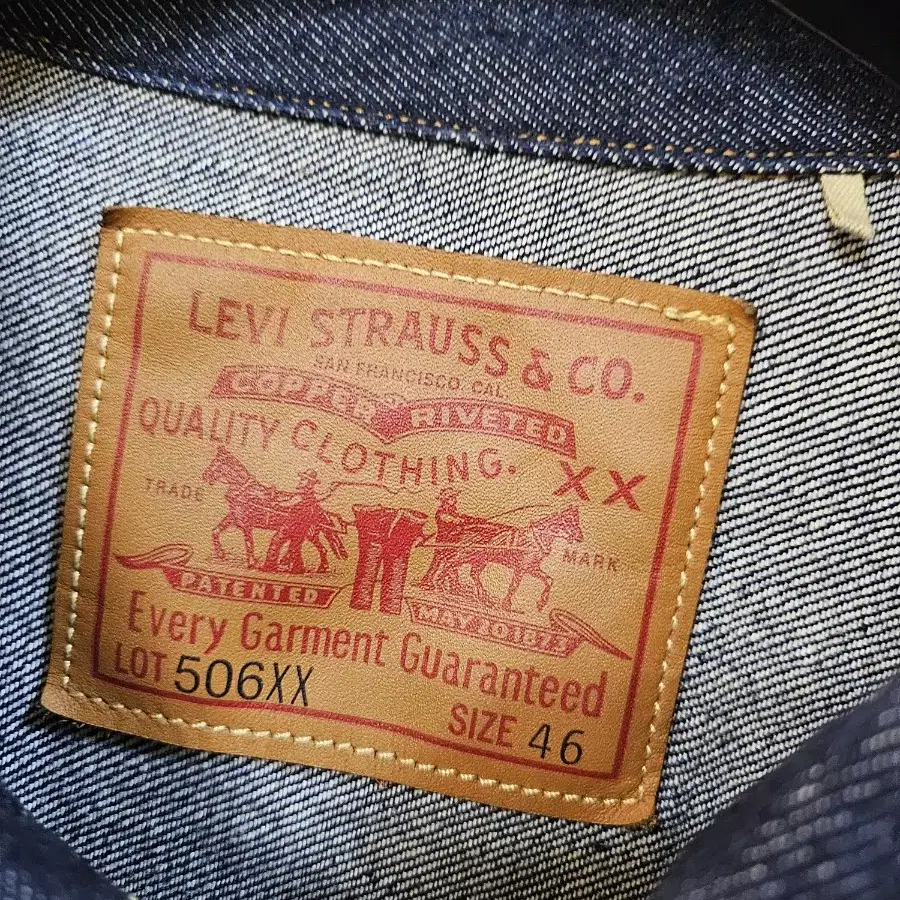 LEVI STRAUSS & CO.
SAN FRANCISCO, CAL.
COPPER RIVETED
QUALITY CLOTHING.
XX
TRADE MARK
PATENTED MAY 20 1873
Every Garment Guaranteed
LOT 506XX
SIZE 46